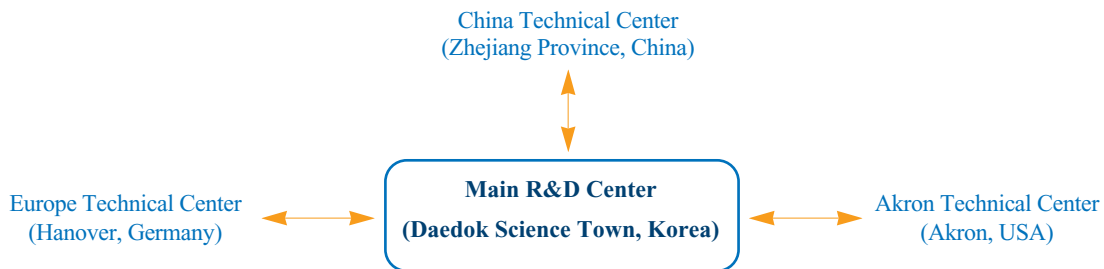 China Technical Center
(Zhejiang Province, China)
Main R&D Center
(Daedok Science Town, Korea)
Europe Technical Center
(Hanover, Germany)
Akron Technical Center
(Akron, USA)